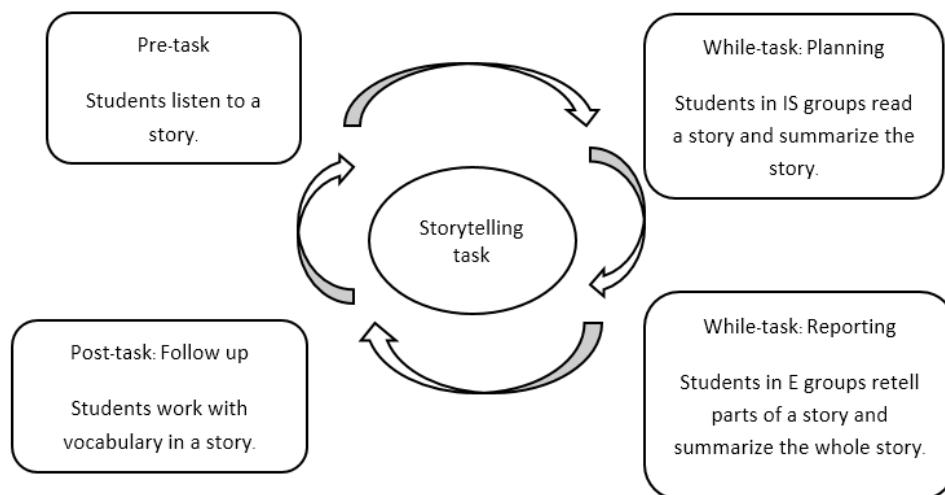 Pre-task
Students listen to a
story.
While-task: Planning
Students in IS groups read
a story and summarize the
story.
Storytelling
task
Post-task: Follow up
Students work with
vocabulary in a story.
While-task: Reporting
Students in E groups retell
parts of a story and
summarize the whole story.